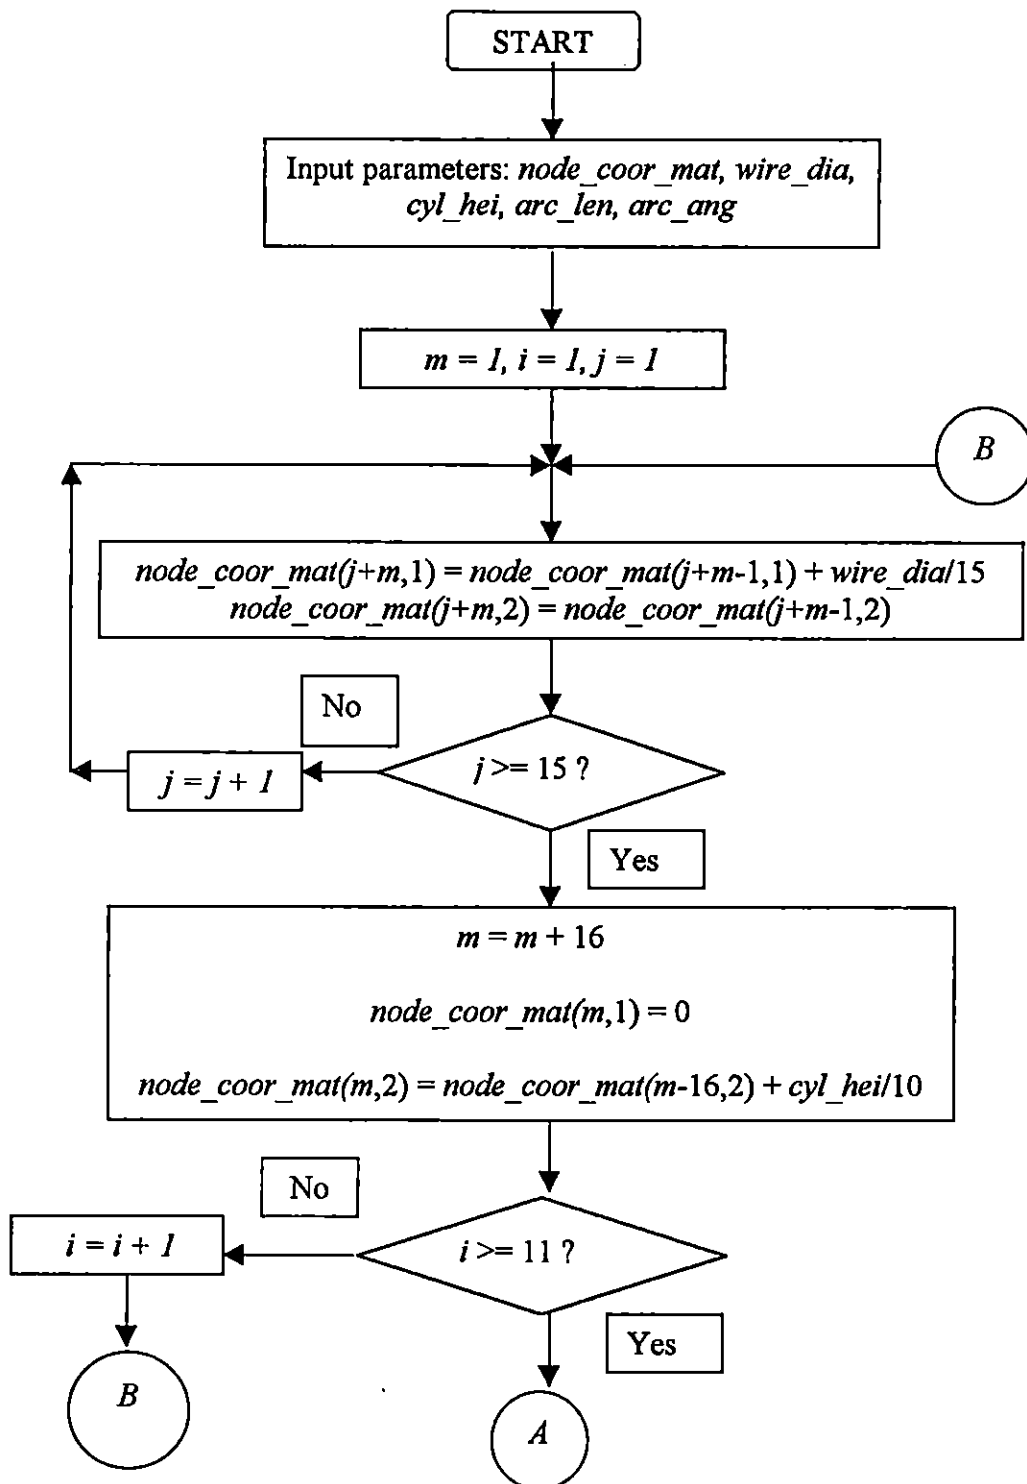 START
Input parameters: node_coor_mat, wire_dia,
cyl_hei, arc_len, arc_ang
m = 1, i = 1, j = 1
B
node_coor_mat(j+m,1) = node_coor_mat(j+m-1,1) + wire_dia/15
node_coor_mat(j+m,2) = node_coor_mat(j+m-1,2)
No
j >= 15 ?
j = j + 1
Yes
m = m + 16
node_coor_mat(m,1) = 0
node_coor_mat(m,2) = node_coor_mat(m-16,2) + cyl_hei/10
No
i = i + 1
i >= 11 ?
Yes
B
A